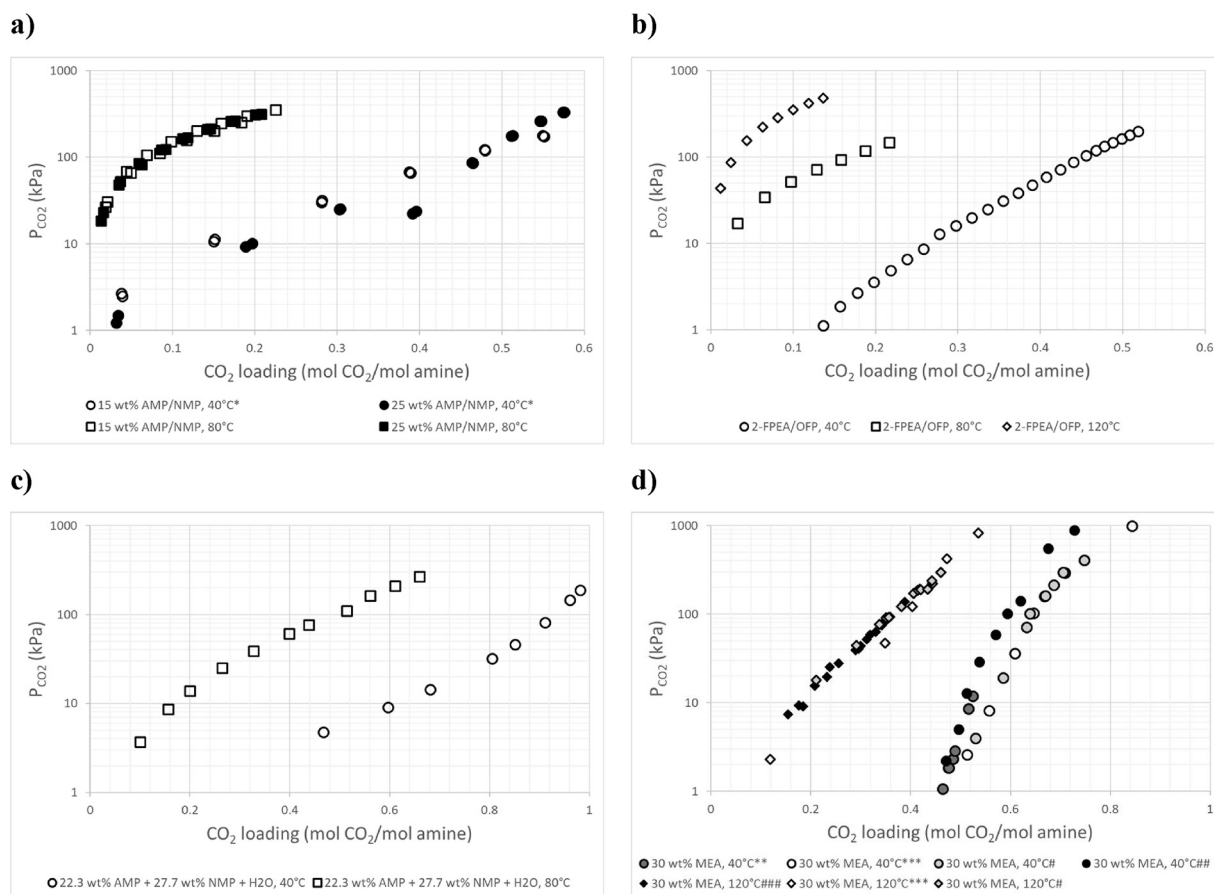 a)
1000
100
10
1
P_CO2 (kPa)
0 0.1 0.2 0.3 0.4 0.5 0.6
CO₂ loading (mol CO₂/mol amine)
15 wt% AMP/NMP, 40°C* 25 wt% AMP/NMP, 40°C*
15 wt% AMP/NMP, 80°C 25 wt% AMP/NMP, 80°C
b)
1000
100
10
1
P_CO2 (kPa)
0 0.1 0.2 0.3 0.4 0.5 0.6
CO₂ loading (mol CO₂/mol amine)
2-FPEA/OFP, 40°C 2-FPEA/OFP, 80°C 2-FPEA/OFP, 120°C
c)
1000
100
10
1
P_CO2 (kPa)
0 0.2 0.4 0.6 0.8 1
CO₂ loading (mol CO₂/mol amine)
22.3 wt% AMP + 27.7 wt% NMP + H2O, 40°C 22.3 wt% AMP + 27.7 wt% NMP + H2O, 80°C
d)
1000
100
10
1
P_CO2 (kPa)
0 0.2 0.4 0.6 0.8 1
CO₂ loading (mol CO₂/mol amine)
30 wt% MEA, 40°C** 30 wt% MEA, 40°C*** 30 wt% MEA, 40°C# 30 wt% MEA, 40°C##
30 wt% MEA, 120°C### 30 wt% MEA, 120°C*** 30 wt% MEA, 120°C#